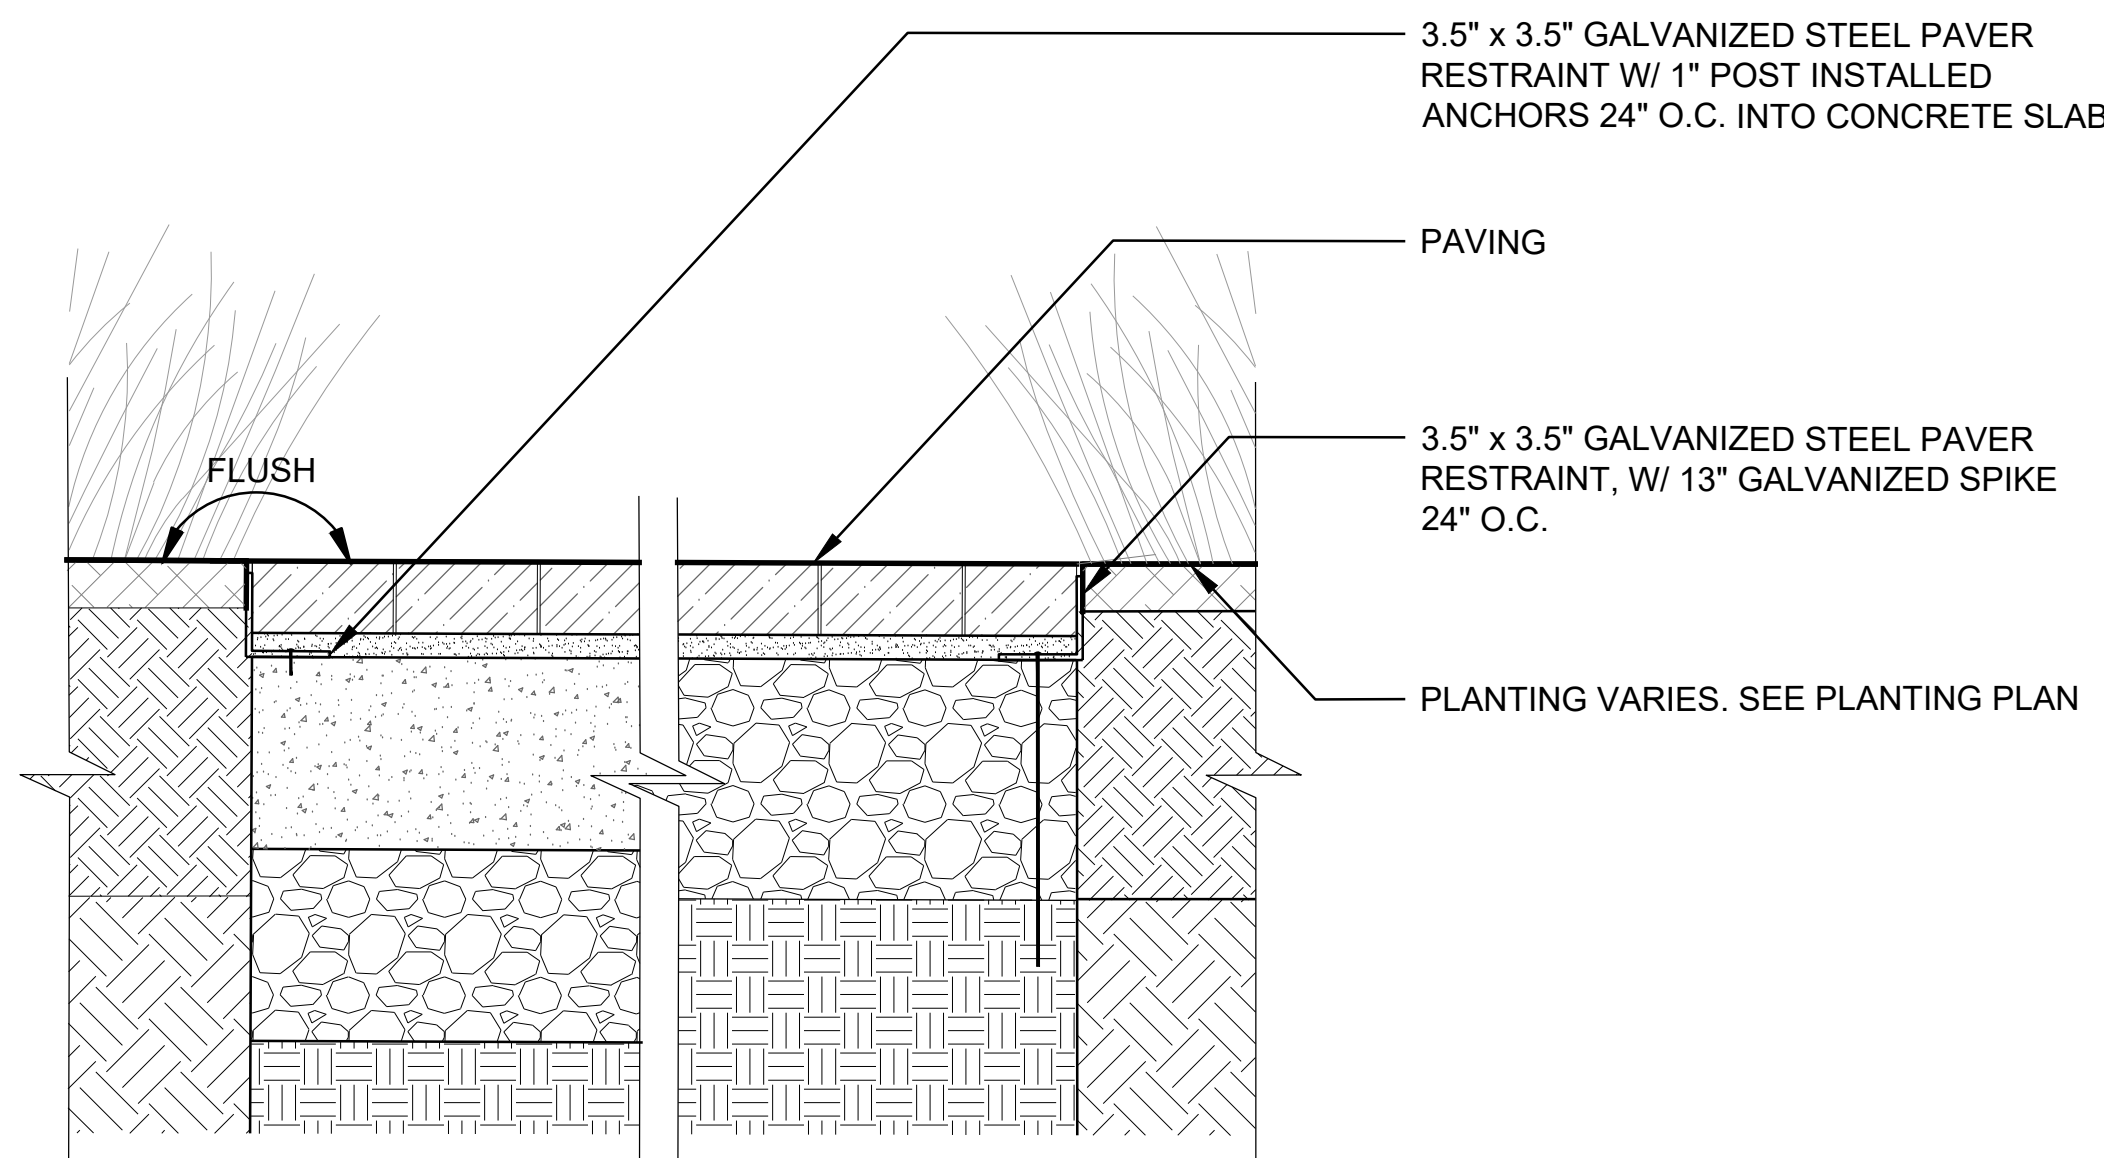 3.5" x 3.5" GALVANIZED STEEL PAVER
RESTRAINT W/ 1" POST INSTALLED
ANCHORS 24" O.C. INTO CONCRETE SLAB
PAVING
3.5" x 3.5" GALVANIZED STEEL PAVER
RESTRAINT, W/ 13" GALVANIZED SPIKE
24" O.C.
FLUSH
PLANTING VARIES. SEE PLANTING PLAN